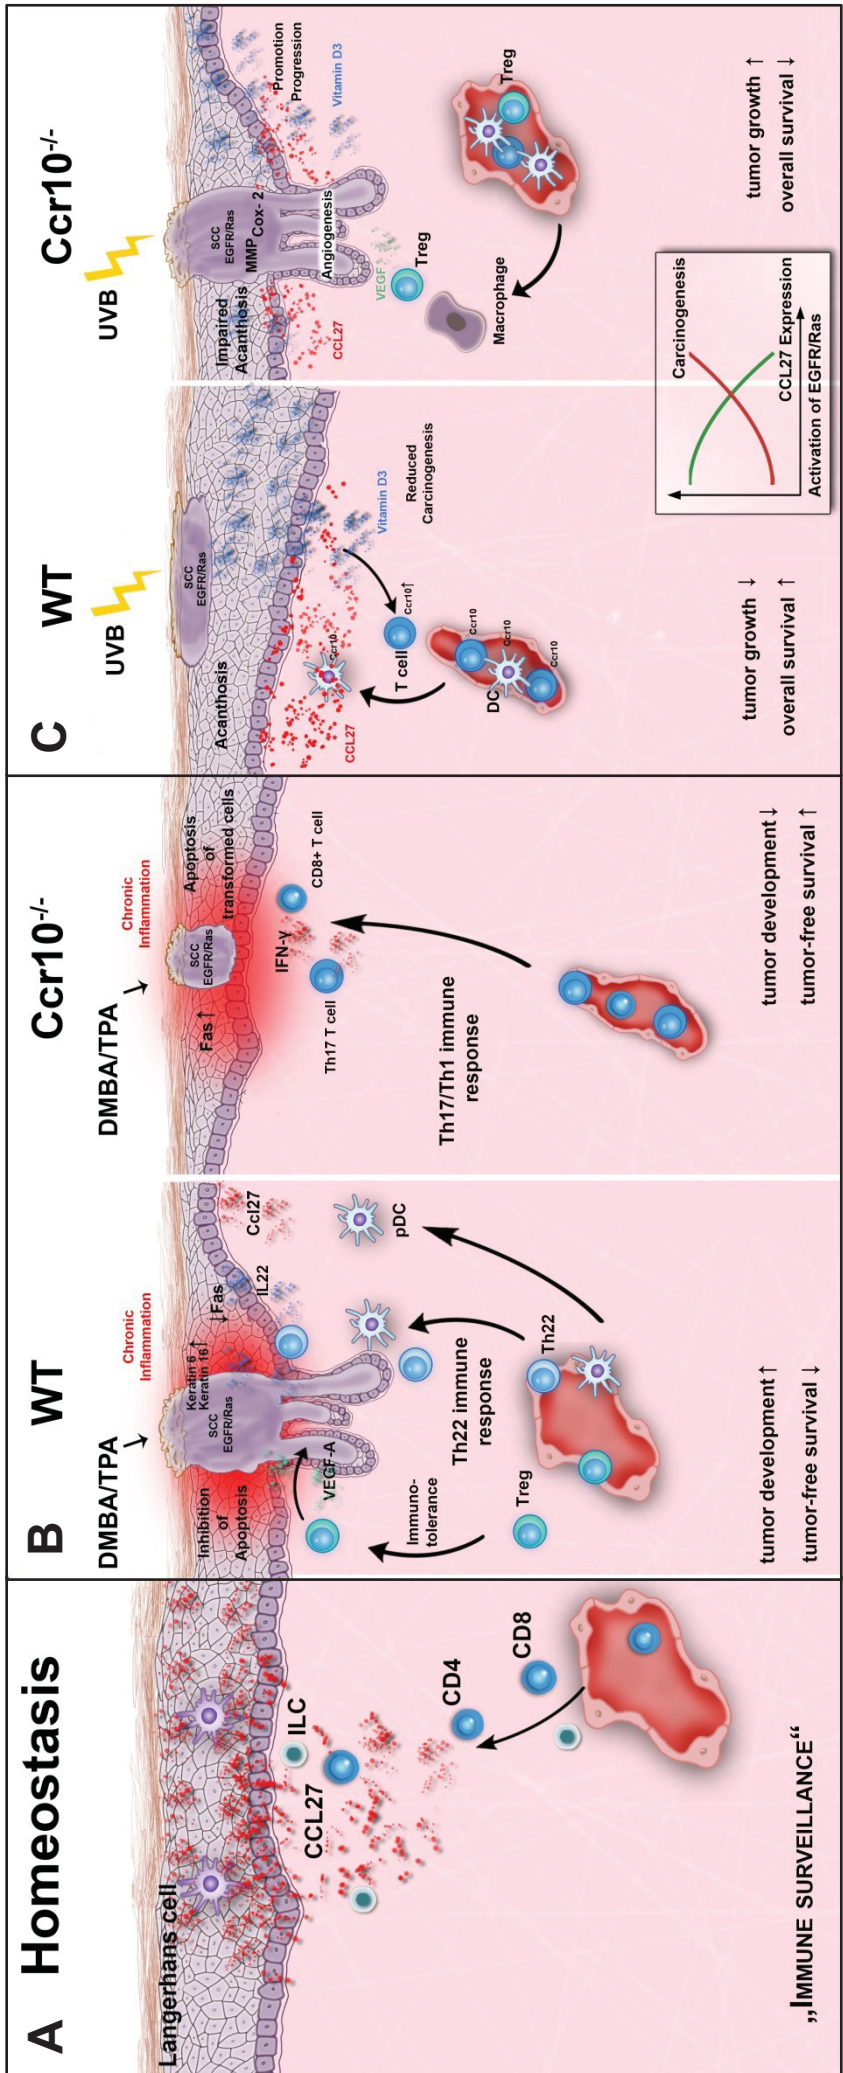 A Homeostasis
Langerhans cell
ILC
CCL27
CD4
CD8
„IMMUNE SURVEILLANCE“
B
WT
DMBA/TPA
Chronic
Inflammation
Keratin 6
Keratin 16↑
SCC
EGFR/Ras
↓Fas
Inhibition
of
Apoptosis
IL22
Ccl27
VEGF-A
pDC
Immuno-
tolerance
Th22 immune
response
Treg
Th22
tumor development ↑
tumor-free survival ↓
Ccr10-/-
DMBA/TPA
Chronic
Inflammation
SCC
EGFR/Ras
Fas ↑
Apoptosis
of
transformed cells
IFN-γ
CD8+ T cell
Th17 T cell
Th17/Th1 immune
response
tumor development ↓
tumor-free survival ↑
C
WT
UVB
SCC
EGFR/Ras
Acanthosis
CCL27
Ccr10
Vitamin D3
Reduced
Carcinogenesis
T cell
Ccr10↑
DC
Ccr10
Ccr10
Ccr10
tumor growth ↓
overall survival ↑
Ccr10-/-
UVB
SCC
EGFR/Ras
MMP
Cox- 2
Impaired
Acanthosis
Promotion
Progression
Vitamin D3
CCL27
Angiogenesis
VEGF
Treg
Macrophage
Treg
Carcinogenesis
CCL27 Expression
Activation of EGFR/Ras
tumor growth ↑
overall survival ↓